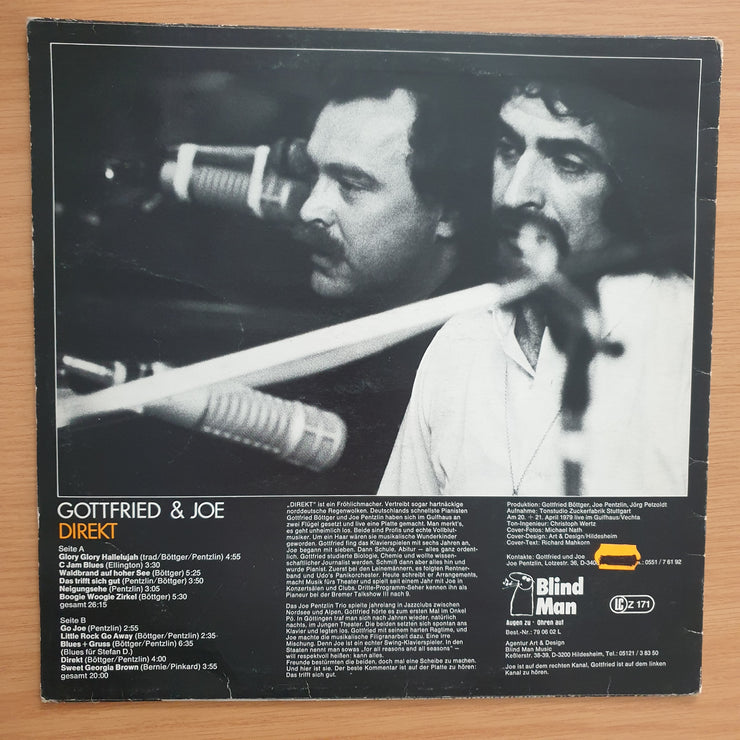 GOTTFRIED & JOE
DIREKT
Seite A
Glory Glory Hallelujah (trad/Böttger/Pentzlin) 4:55
C Jam Blues (Ellington) 3:30
Waldbrand auf hoher See (Böttger) 5:25
Das trifft sich gut (Pentzlin/Böttger) 3:50
Neigungsehe (Pentzlin) 3:05
Boogie Woogie Zirkel (Böttger) 5:30
gesamt 26:15
Seite B
Go Joe (Pentzlin) 2:55
Little Rock Go Away (Böttger/Pentzlin) 2:35
Blues + Gruss (Böttger/Pentzlin) 6:35
(Blues für Stefan D.)
Direkt (Böttger/Pentzlin) 4:00
Sweet Georgia Brown (Bernie/Pinkard) 3:55
gesamt 20:00
„DIREKT" ist ein Fröhlichmacher. Vertreibt sogar hartnäckige
norddeutsche Regenwolken. Deutschlands schnellste Pianisten
Gottfried Böttger und Joe Pentzlin haben sich im Gulfhaus an
zwei Flügel gesetzt und live eine Platte gemacht. Man merkt's,
es geht unheimlich los. Beide sind Profis und echte Vollblut-
musiker. Um ein Haar wären sie musikalische Wunderkinder geworden.
Gottfried fing das Klavierspielen mit sechs Jahren an,
Joe begann mit sieben. Dann Schule, Abitur – alles ganz ordent-
lich. Gottfried studierte Biologie, Chemie und wollte wissen-
schaftlicher Journalist werden. Schmiß dann aber alles hin und
wurde Pianist. Zuerst bei den Leinemännern, es folgten Rentner-
band und Udo's Panikorchester. Heute schreibt er Arrangements,
macht Musik fürs Theater und spielt seit einem Jahr mit Joe in
Konzertsälen und Clubs. Dritte-Programm-Seher kennen ihn als
Pianeur bei der Bremer Talkshow III nach 9.
Das Joe Pentzlin Trio spielte jahrelang in Jazzclubs zwischen
Nordsee und Alpen. Gottfried hörte es zum ersten Mal im Onkel
Pö. In Göttingen traf man sich nach Jahren wieder, natürlich
nachts, im Jungen Theater. Die beiden setzten sich spontan ans
Klavier und legten los. Gottfried mit seinem harten Ragtime, und
Joe machte die musikalische Filigranarbeit dazu. Eine irre
Mischung. Denn Joe ist ein echter Swing-Klavierspieler. In den
Staaten nennt man sowas „for all reasons and all seasons" –
will respektvoll heißen: kann alles.
Freunde bestürmten die beiden, doch mal eine Scheibe zu machen.
Und hier ist sie. Der beste Kommentar ist auf der Platte zu hören:
Das trifft sich gut.
Produktion: Gottfried Böttger, Joe Pentzlin, Jörg Petzoldt
Aufnahme: Tonstudio Zuckerfabrik Stuttgart
Am 20. + 21. April 1979 live im Gulfhaus/Vechta
Ton-Ingenieur: Christoph Wertz
Cover-Fotos: Michael Nath
Cover-Design: Art & Design/Hildesheim
Cover-Text: Richard Mahkorn
Kontakte: Gottfried und Joe
Joe Pentzlin, Lotzestr. 36, D-340 .: 0551 / 7 61 92
Blind
Man
Augen zu · Ohren auf
LC Z 171
Best.-Nr.: 79 06 02 L
Agentur Art & Design
Blind Man Music
Keßlerstr. 38-39, D-3200 Hildesheim, Tel.: 05121 / 3 83 50
Joe ist auf dem rechten Kanal, Gottfried ist auf dem linken
Kanal zu hören.